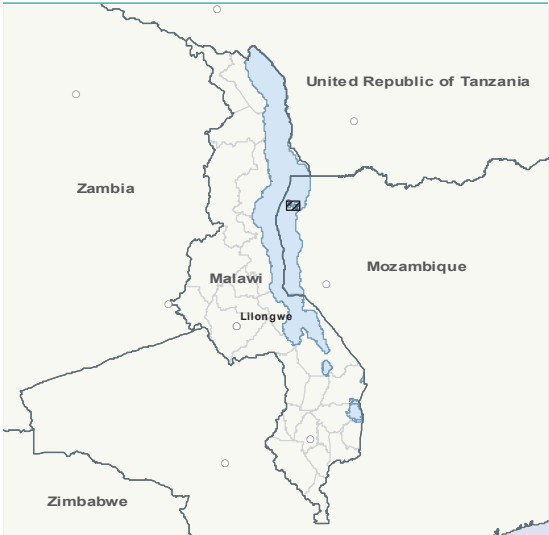 United Republic of Tanzania
Zambia
Mozambique
Malawi
Lilongwe
Zimbabwe